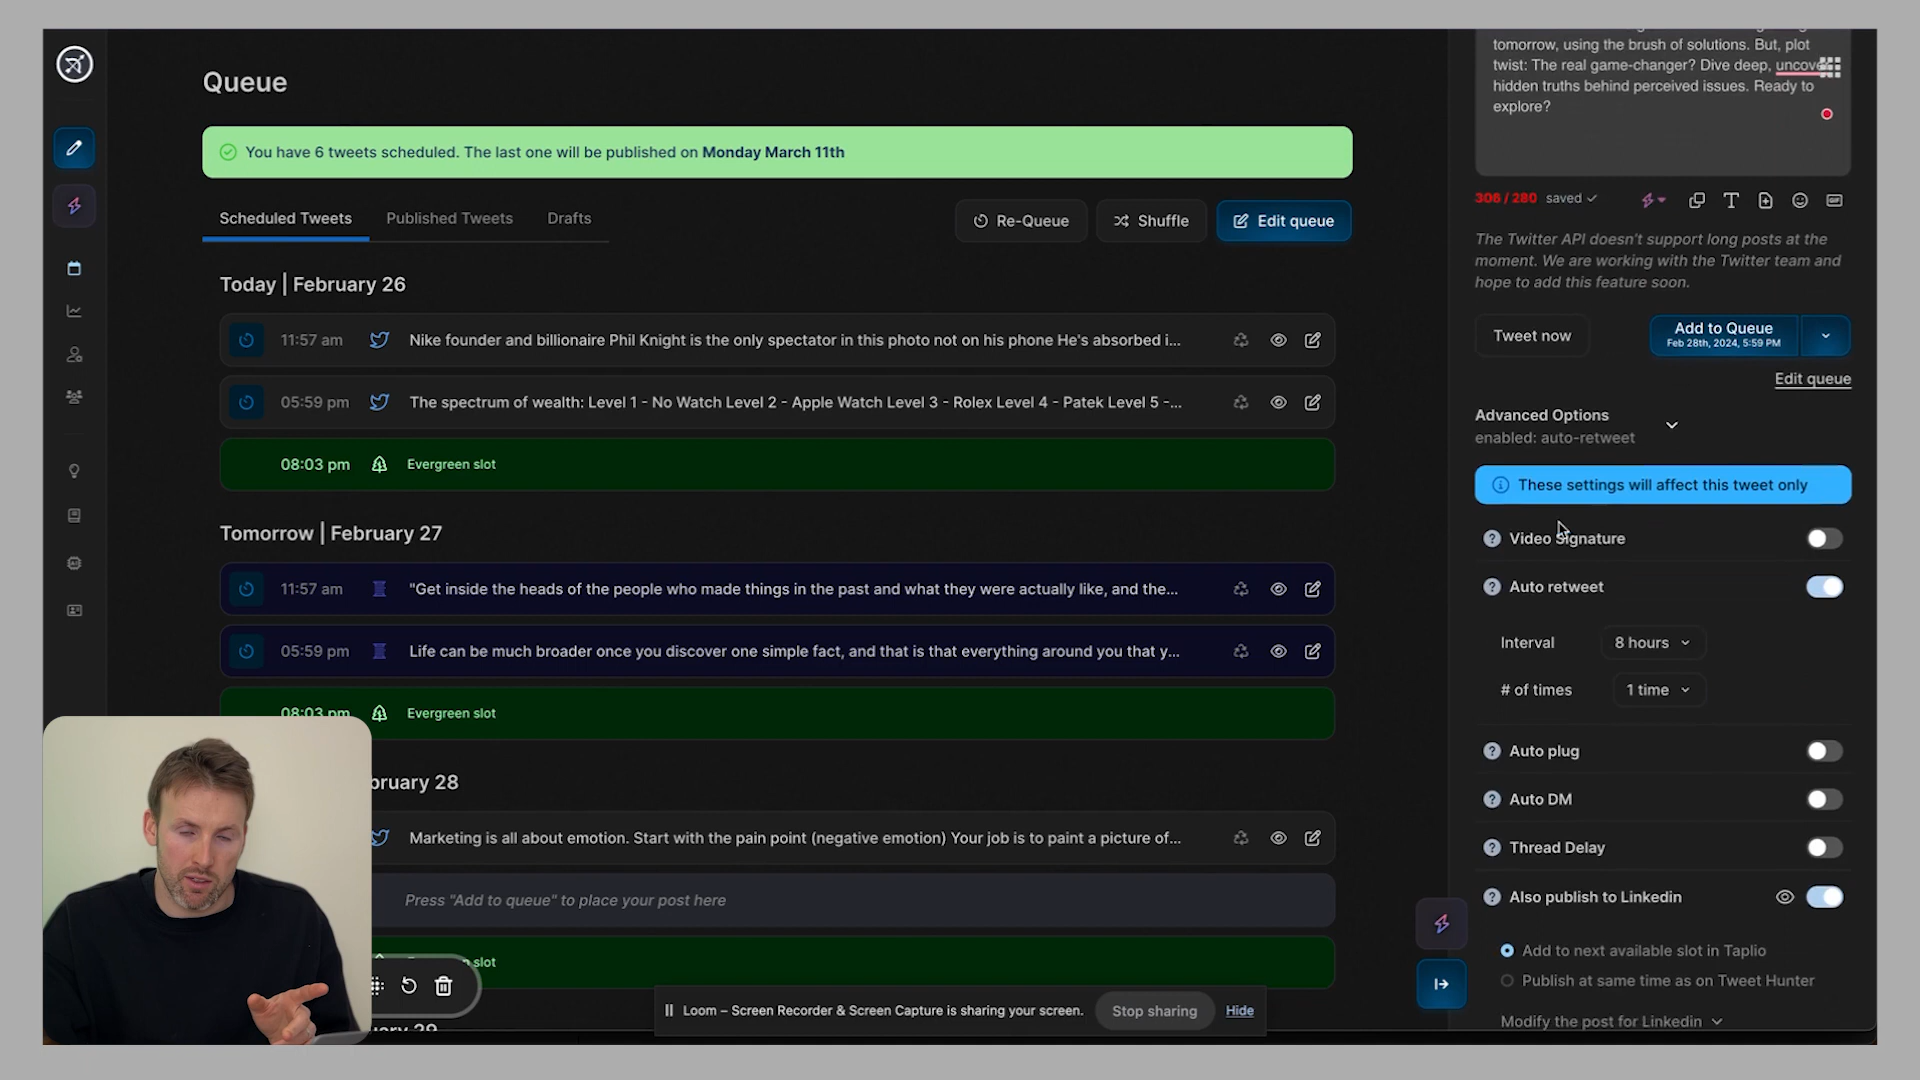 Queue
You have 6 tweets scheduled. The last one will be published on Monday March 11th
Scheduled Tweets
Published Tweets
Drafts
Re-Queue
Shuffle
Edit queue
Today | February 26
11:57 am Nike founder and billionaire Phil Knight is the only spectator in this photo not on his phone He's absorbed i...
05:59 pm The spectrum of wealth: Level 1 - No Watch Level 2 - Apple Watch Level 3 - Rolex Level 4 - Patek Level 5 -...
08:03 pm Evergreen slot
Tomorrow | February 27
11:57 am "Get inside the heads of the people who made things in the past and what they were actually like, and the...
05:59 pm Life can be much broader once you discover one simple fact, and that is that everything around you that y...
08:03 pm Evergreen slot
bruary 28
Marketing is all about emotion. Start with the pain point (negative emotion) Your job is to paint a picture of...
Press "Add to queue" to place your post here
slot
29
Loom – Screen Recorder & Screen Capture is sharing your screen.
Stop sharing
Hide
tomorrow, using the brush of solutions. But, plot
twist: The real game-changer? Dive deep, uncover
hidden truths behind perceived issues. Ready to
explore?
306 / 280 saved
GIF
The Twitter API doesn't support long posts at the
moment. We are working with the Twitter team and
hope to add this feature soon.
Tweet now
Add to Queue
Feb 28th, 2024, 5:59 PM
Edit queue
Advanced Options
enabled: auto-retweet
These settings will affect this tweet only
Video Signature
Auto retweet
Interval 8 hours
# of times 1 time
Auto plug
Auto DM
Thread Delay
Also publish to Linkedin
Add to next available slot in Taplio
Publish at same time as on Tweet Hunter
Modify the post for Linkedin